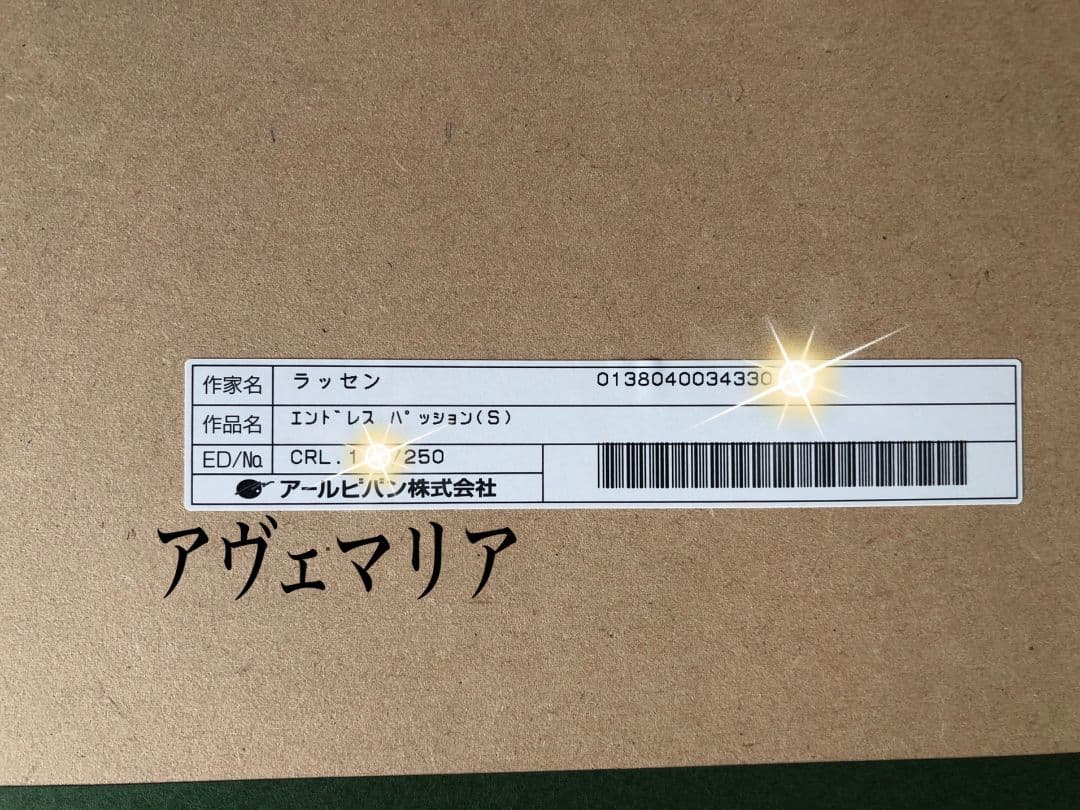 作家名 ラッセン 0138040034330
作品名 エンドレス パッション(S)
ED/No. CRL.1 /250
アールビバン株式会社
アヴェマリア